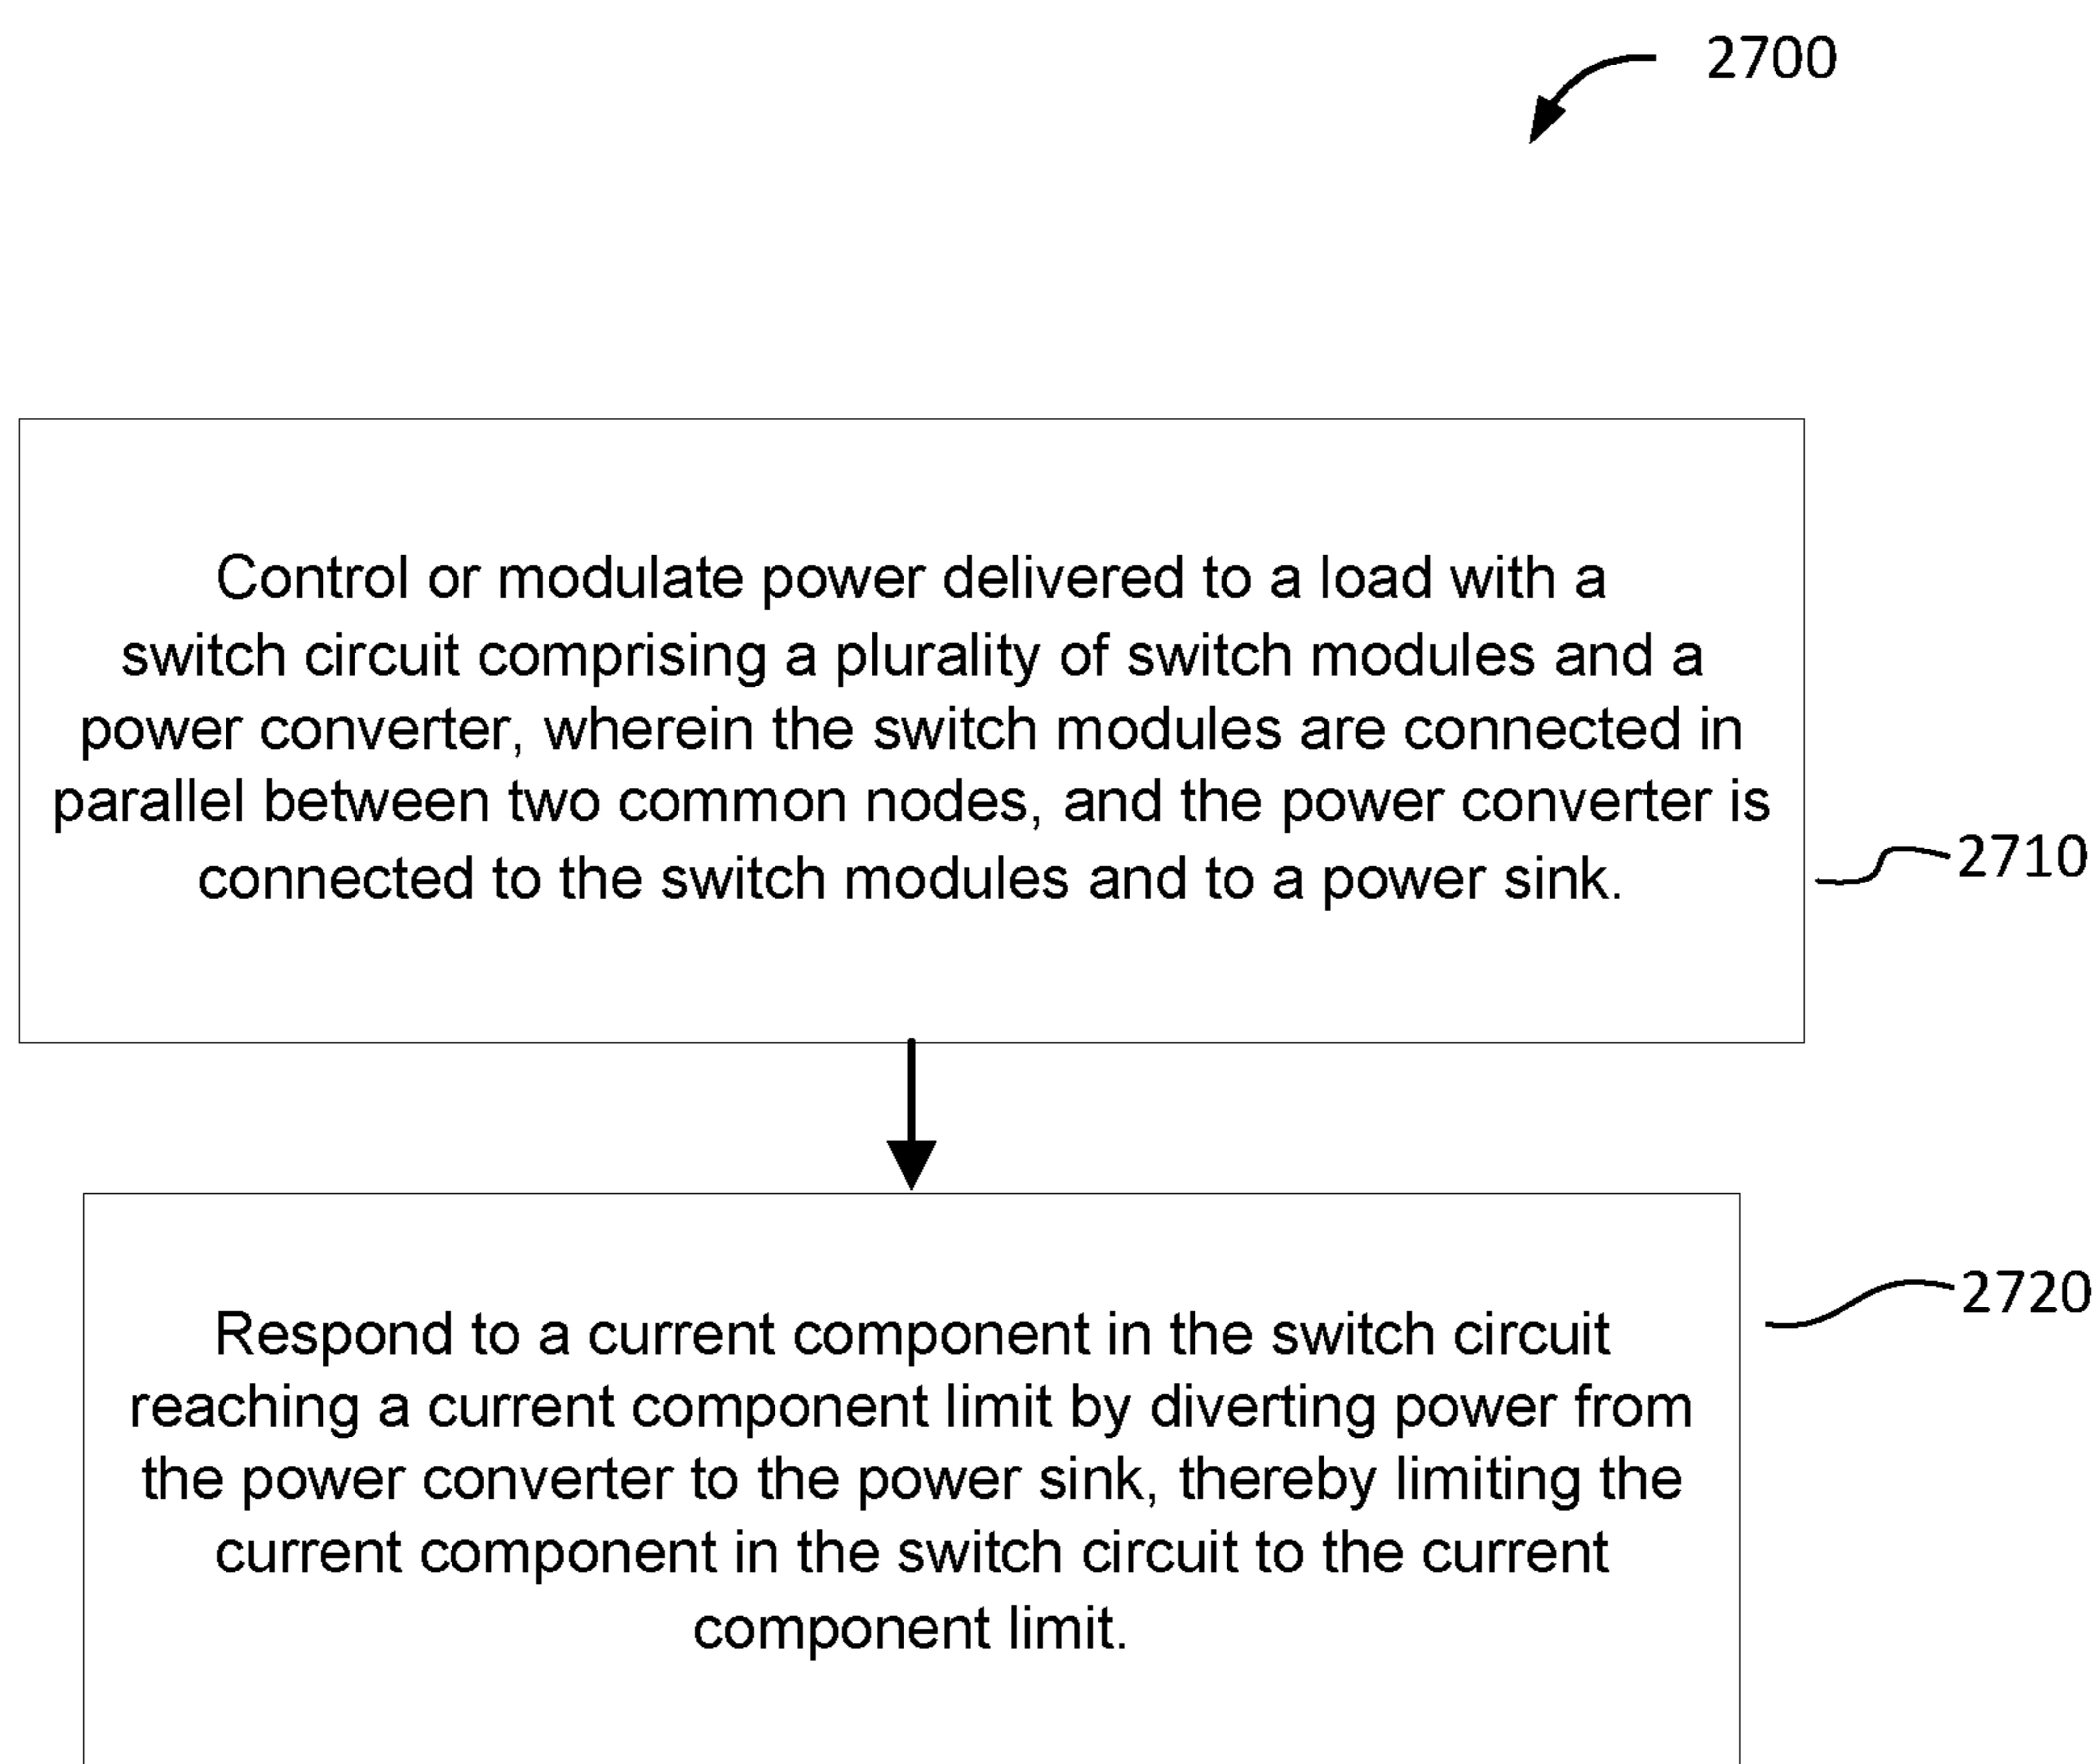 2700
Control or modulate power delivered to a load with a
switch circuit comprising a plurality of switch modules and a
power converter, wherein the switch modules are connected in
parallel between two common nodes, and the power converter is
connected to the switch modules and to a power sink.
2710
2720
Respond to a current component in the switch circuit
reaching a current component limit by diverting power from
the power converter to the power sink, thereby limiting the
current component in the switch circuit to the current
component limit.